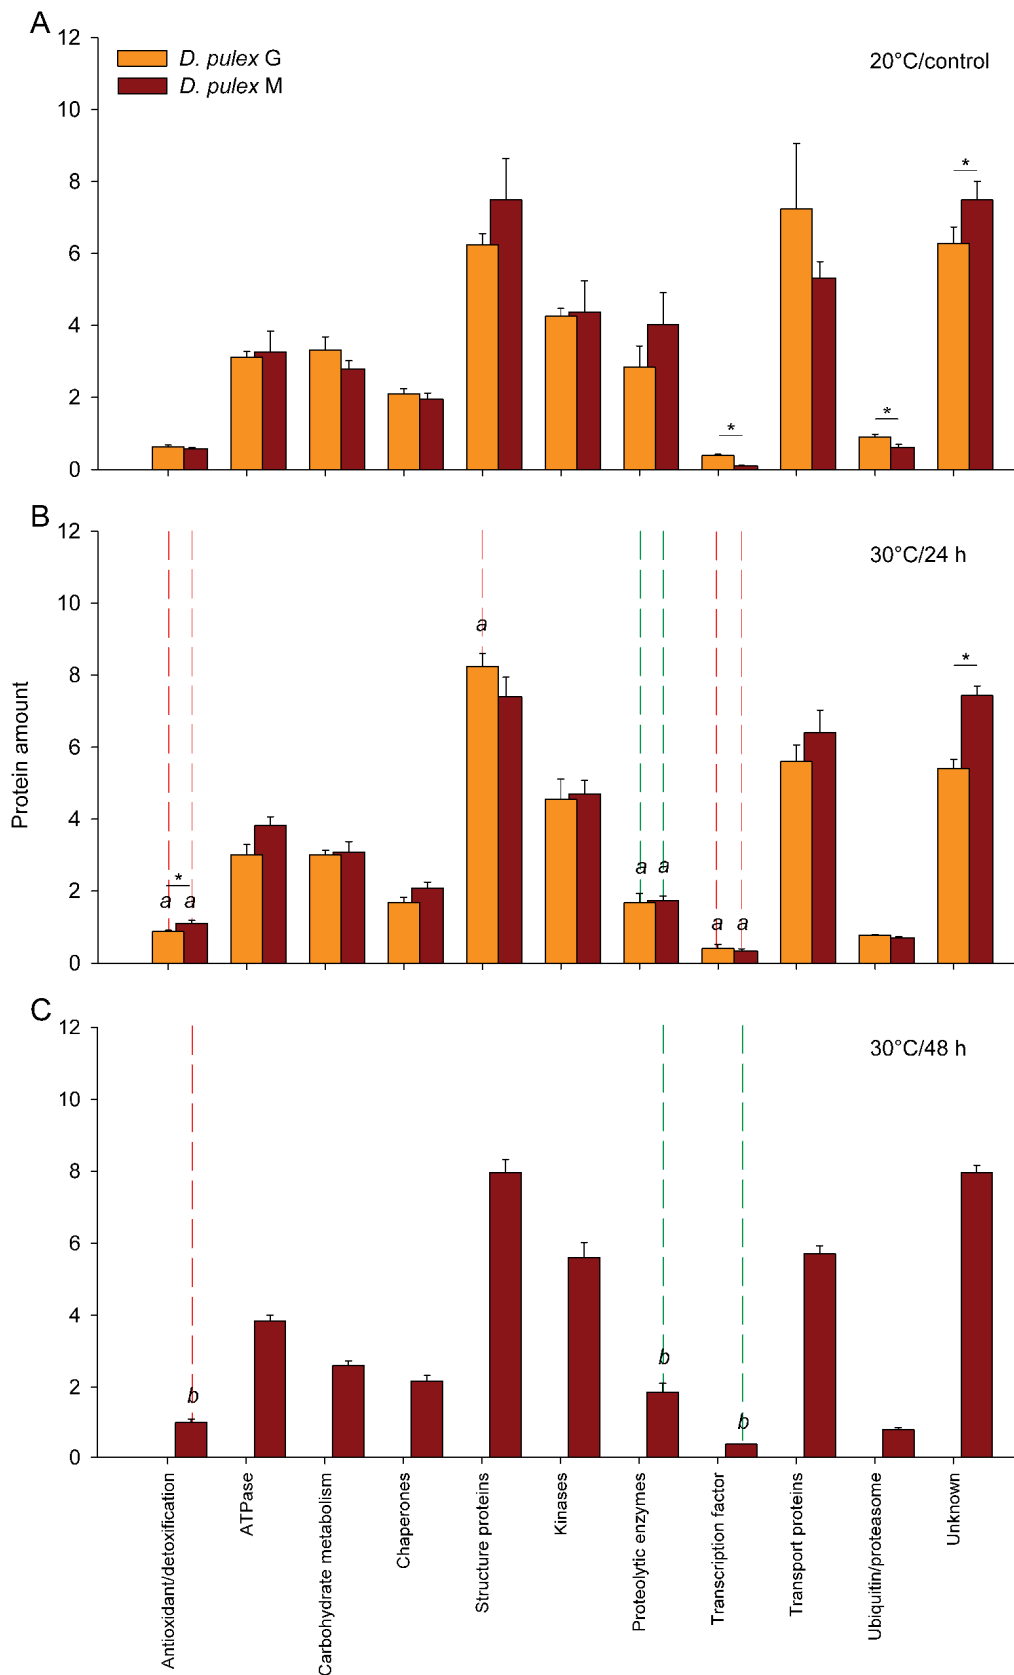 A
12
10
8
6
4
2
0
D. pulex G
D. pulex M
20°C/control
*
*
*
B
12
10
8
6
4
2
0
30°C/24 h
a
*
*
a a
a a
a a
Protein amount
C
12
10
8
6
4
2
0
30°C/48 h
b
b
b
Antioxidant/detoxification
ATPase
Carbohydrate metabolism
Chaperones
Structure proteins
Kinases
Proteolytic enzymes
Transcription factor
Transport proteins
Ubiquitin/proteasome
Unknown